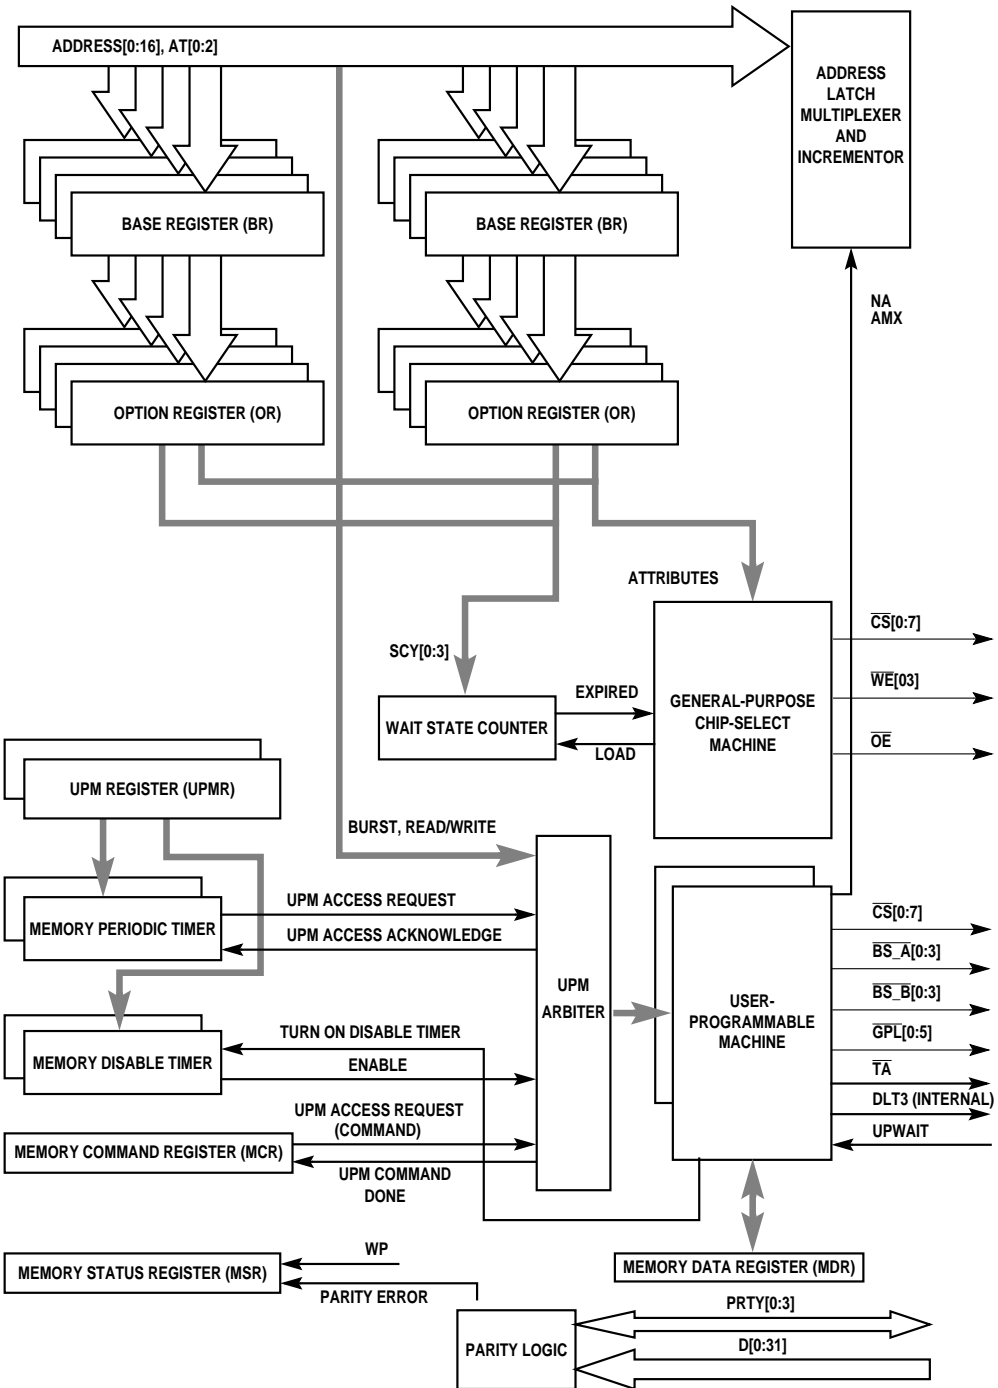 ADDRESS[0:16], AT[0:2]
ADDRESS
LATCH
MULTIPLEXER
AND
INCREMENTOR
BASE REGISTER (BR)
BASE REGISTER (BR)
NA
AMX
OPTION REGISTER (OR)
OPTION REGISTER (OR)
ATTRIBUTES
SCY[0:3]
CS[0:7]
EXPIRED
WE[03]
WAIT STATE COUNTER
GENERAL-PURPOSE
CHIP-SELECT
MACHINE
LOAD
OE
UPM REGISTER (UPMR)
BURST, READ/WRITE
UPM ACCESS REQUEST
MEMORY PERIODIC TIMER
UPM ACCESS ACKNOWLEDGE
UPM
ARBITER
USER-
PROGRAMMABLE
MACHINE
CS[0:7]
BS_A[0:3]
BS_B[0:3]
GPL[0:5]
TA
DLT3 (INTERNAL)
UPWAIT
TURN ON DISABLE TIMER
MEMORY DISABLE TIMER
ENABLE
UPM ACCESS REQUEST
(COMMAND)
MEMORY COMMAND REGISTER (MCR)
UPM COMMAND
DONE
WP
MEMORY STATUS REGISTER (MSR)
PARITY ERROR
MEMORY DATA REGISTER (MDR)
PRTY[0:3]
PARITY LOGIC
D[0:31]